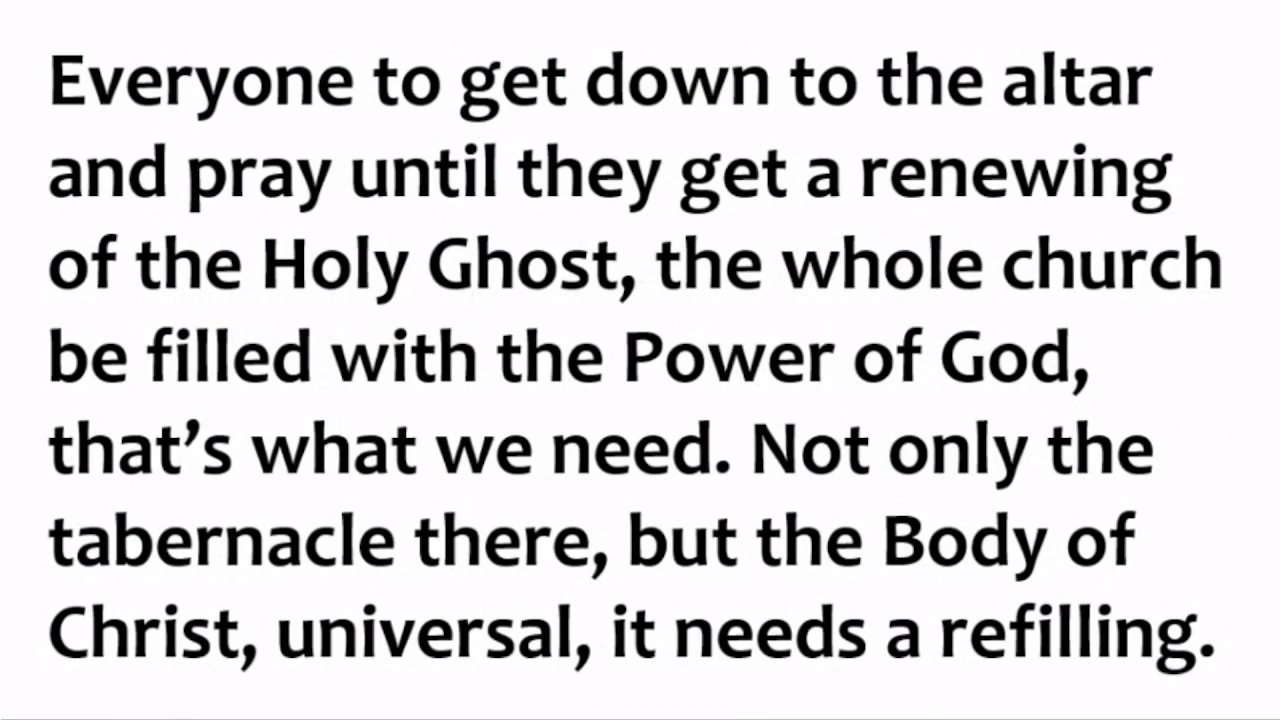 Everyone to get down to the altar
and pray until they get a renewing
of the Holy Ghost, the whole church
be filled with the Power of God,
that’s what we need. Not only the
tabernacle there, but the Body of
Christ, universal, it needs a refilling.